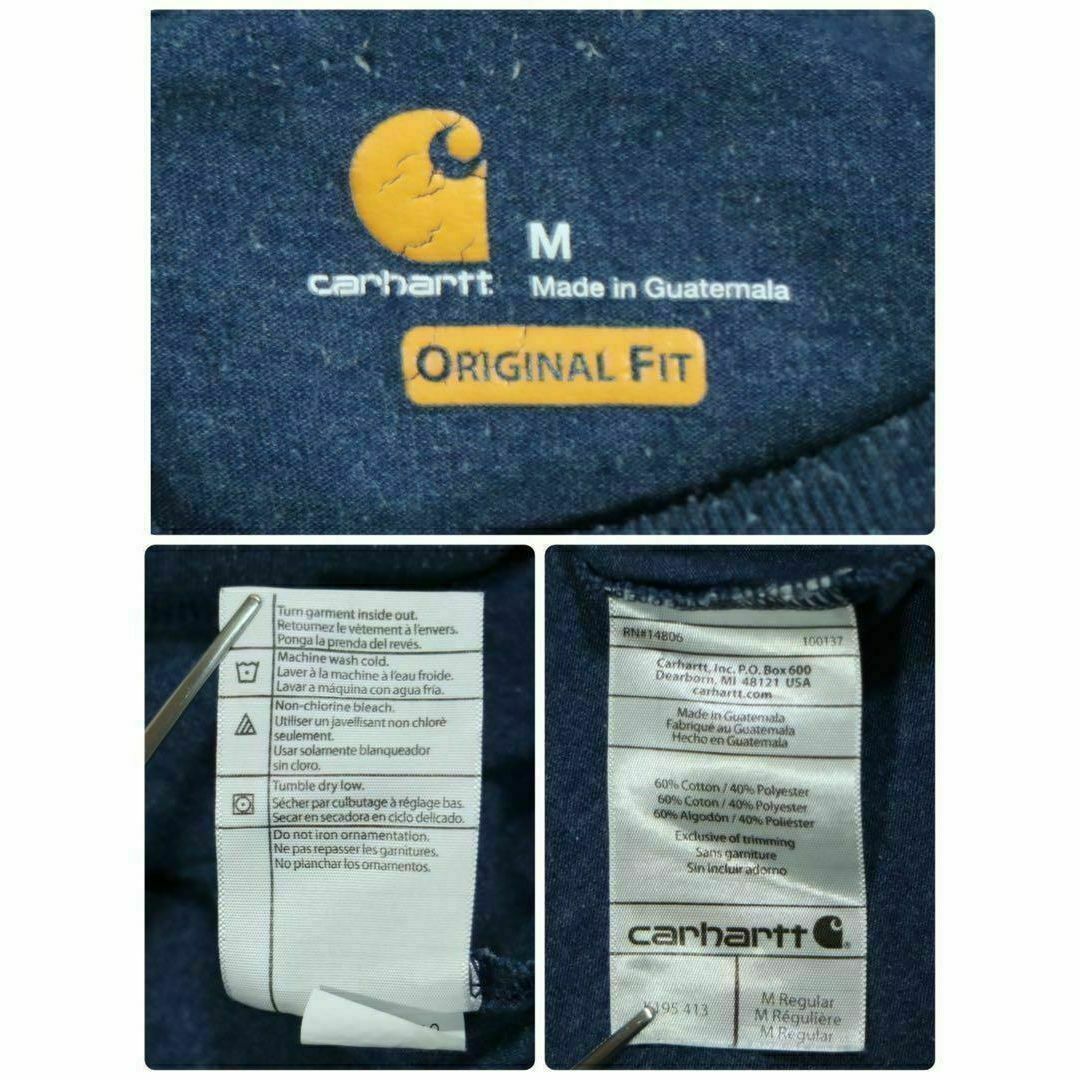 carhartt.
M
Made in Guatemala
ORIGINAL FIT
Turn garment inside out.
Retournez le vêtement à l'envers.
Ponga la prenda del revés.
Machine wash cold.
Laver à la machine à l'eau froide.
Lavar a máquina con agua fría.
Non-chlorine bleach.
Utiliser un javellisant non chloré
seulement.
Usar solamente blanqueador
sin cloro.
Tumble dry low.
Sécher par culbutage à réglage bas.
Secar en secadora en ciclo delicado.
Do not iron ornamentation.
Ne pas repasser les garnitures.
No planchar los ornamentos.
RN#14806 100137
Carhartt, Inc. P.O. Box 600
Dearborn, MI 48121 USA
carhartt.com
Made in Guatemala
Fabriqué au Guatemala
Hecho en Guatemala
60% Cotton / 40% Polyester
60% Coton / 40% Polyester
60% Algodón / 40% Poliéster
Exclusive of trimming
Sans garniture
Sin incluir adorno
carhartt
K195 413
M Regular
M Régulière
M Regular